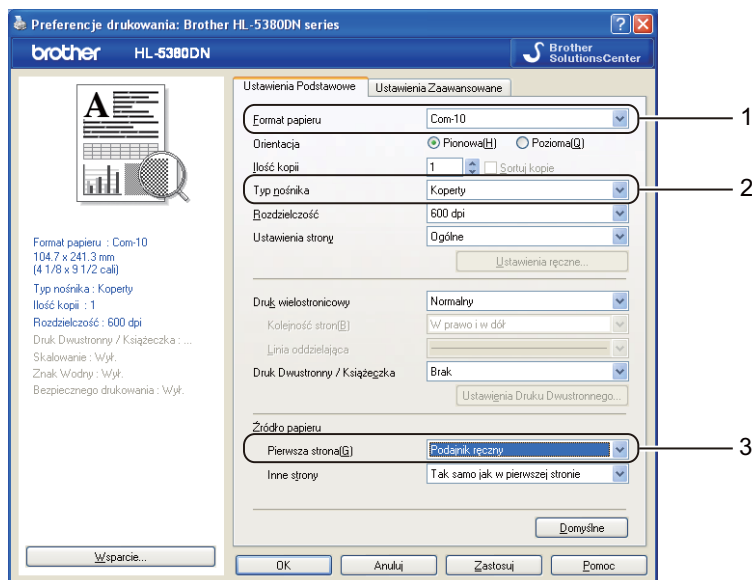 Preferencje drukowania: Brother HL-5380DN series
brother HL-5380DN
Brother SolutionsCenter
Ustawienia Podstawowe Ustawienia Zaawansowane
Format papieru Com-10 1
Orientacja Pionowa(H) Pozioma(Q)
Ilość kopii 1 Sortuj kopie
Typ nośnika Koperty 2
Rozdzielczość 600 dpi
Ustawienia strony Ogólne
Ustawienia ręczne...
Druk wielostronicowy Normalny
Kolejność stron(B) W prawo i w dół
Linia oddzielająca
Druk Dwustronny / Książeczka Brak
Ustawienia Druku Dwustronnego...
Źródło papieru
Pierwsza strona(G) Podajnik ręczny 3
Inne strony Tak samo jak w pierwszej stronie
Domyślne
A
Format papieru : Com-10
104.7 x 241.3 mm
(4 1/8 x 9 1/2 cali)
Typ nośnika : Koperty
Ilość kopii : 1
Rozdzielczość : 600 dpi
Druk Dwustronny / Książeczka : ...
Skalowanie : Wył.
Znak Wodny : Wył.
Bezpiecznego drukowania : Wył.
Wsparcie...
OK Anuluj Zastosuj Pomoc